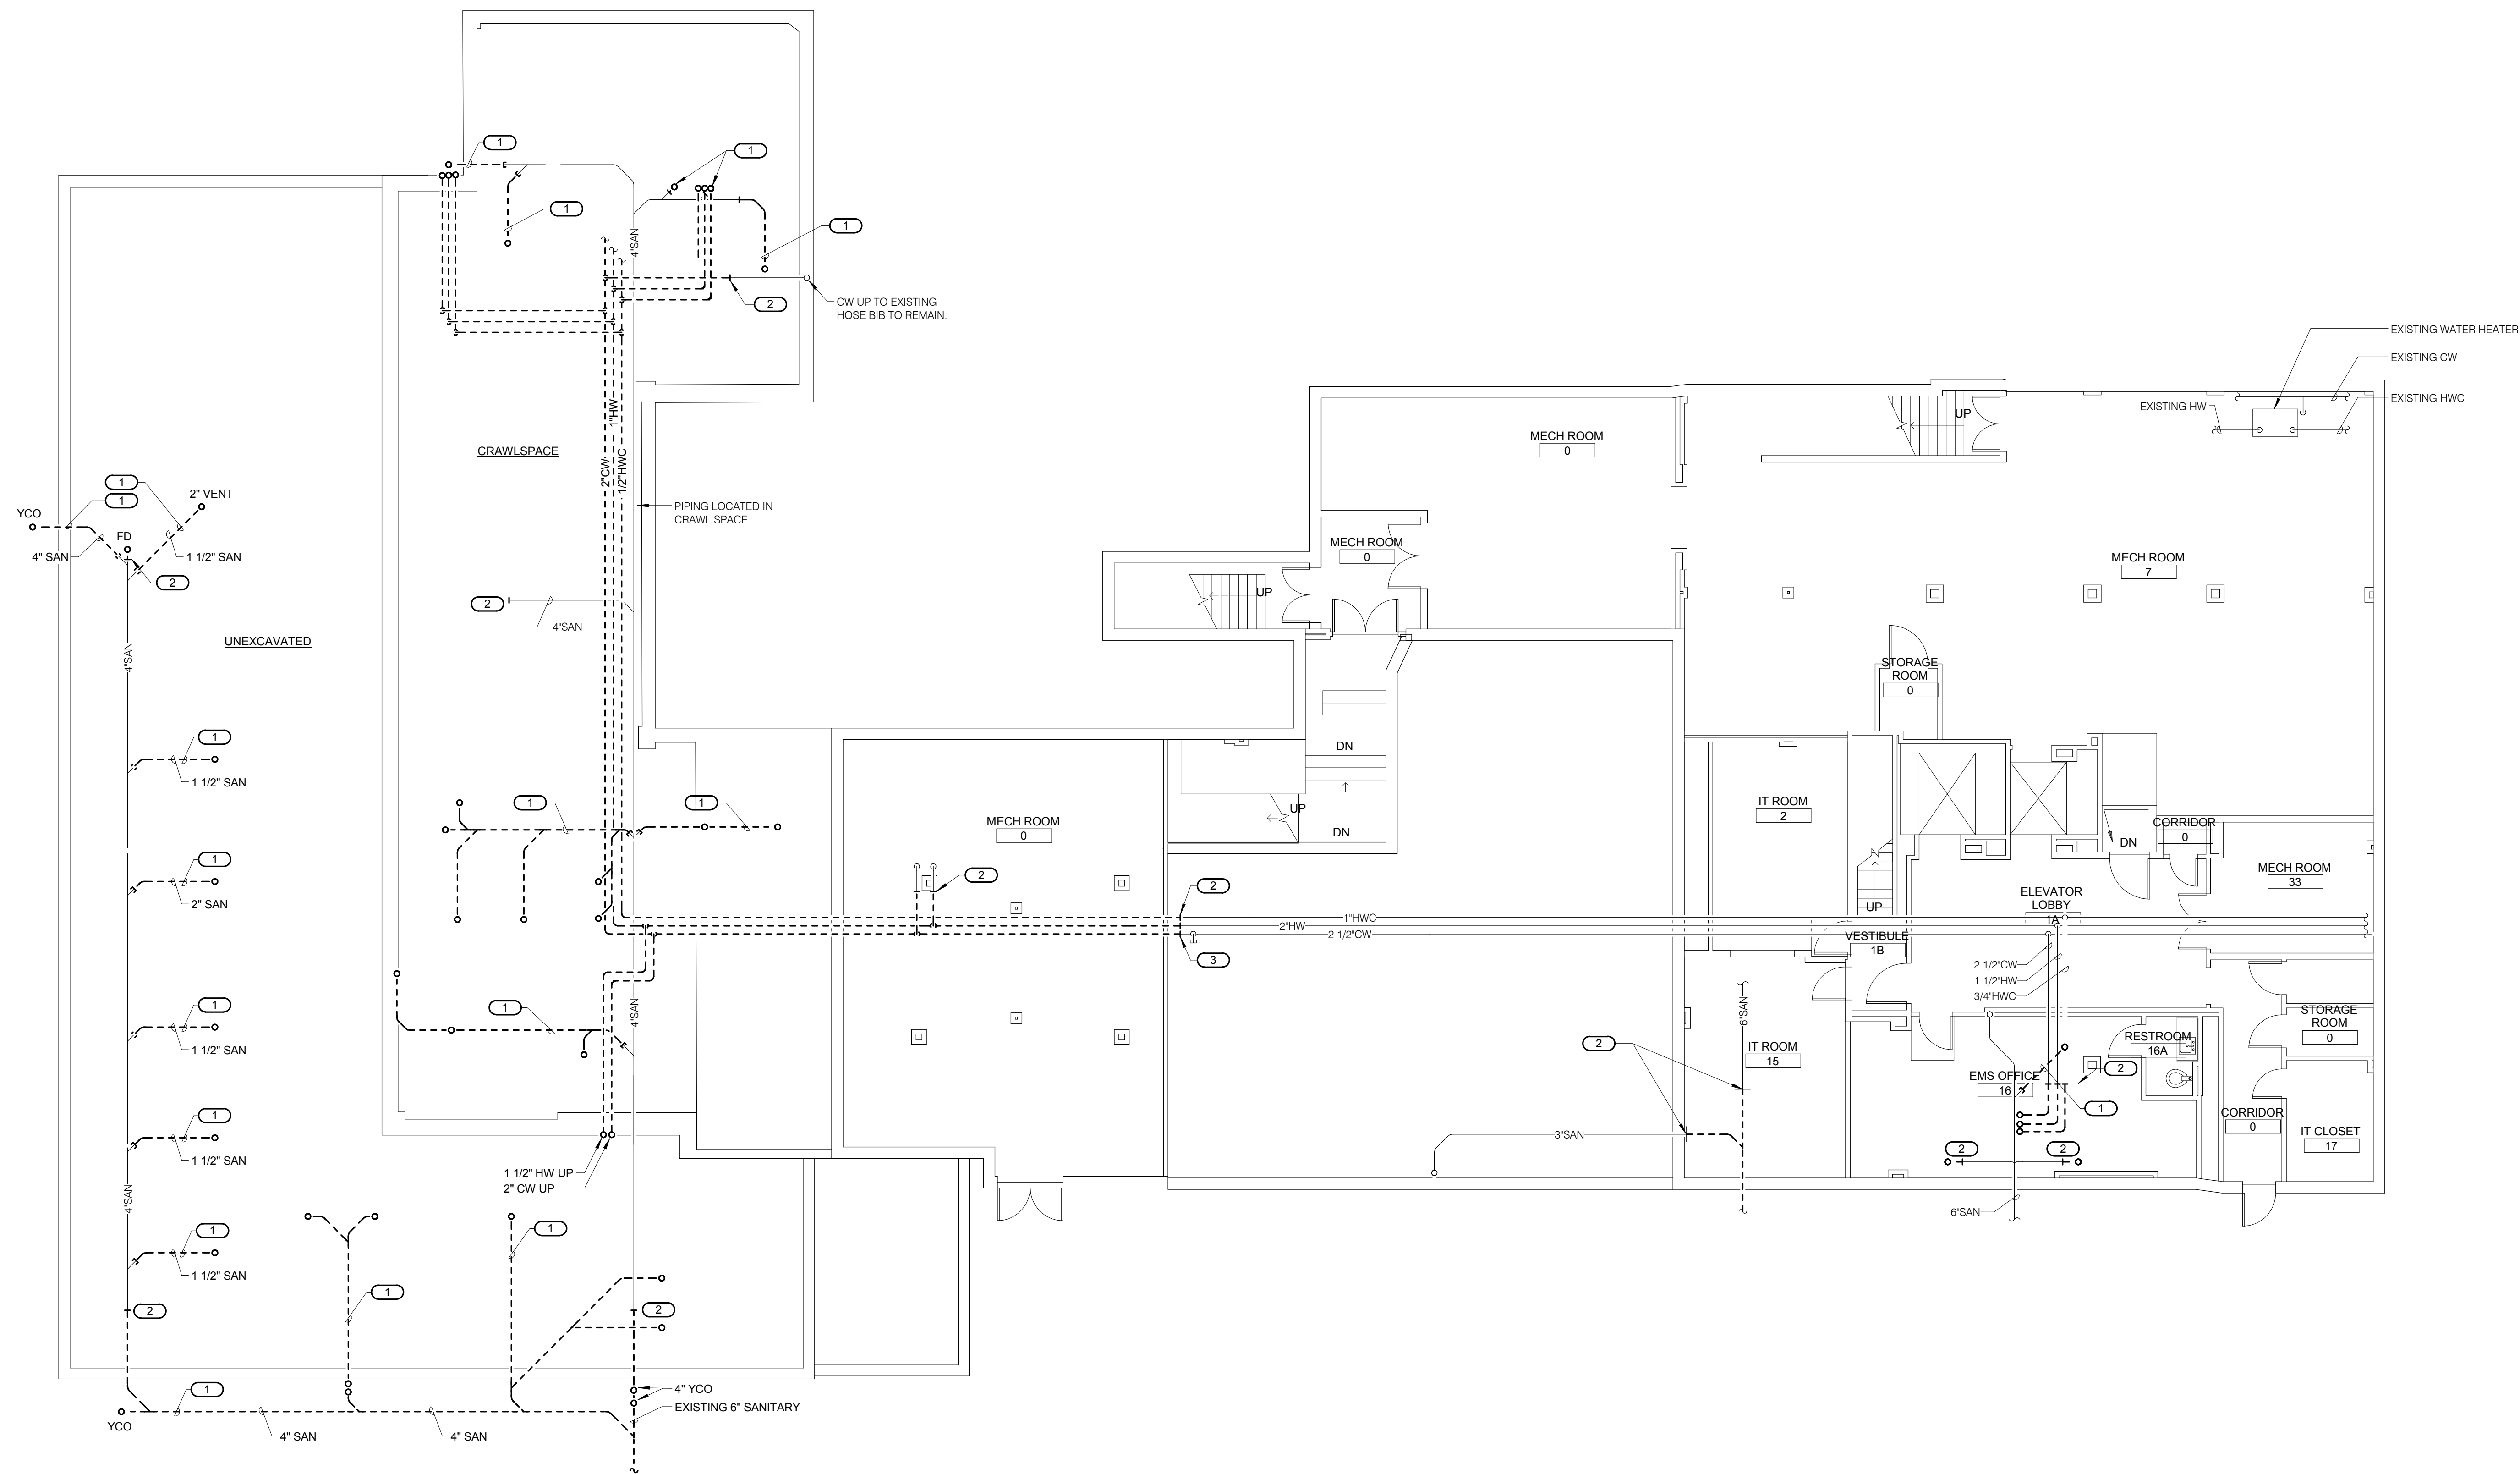 1
1
4"SAN
1
1
2
CW UP TO EXISTING
HOSE BIB TO REMAIN.
EXISTING WATER HEATER
EXISTING CW
EXISTING HWC
EXISTING HW
UP
1"HW
2"CW
1/2"HWC
CRAWLSPACE
MECH ROOM
0
1
1
2" VENT
YCO
FD
4" SAN
1 1/2" SAN
2
PIPING LOCATED IN
CRAWL SPACE
MECH ROOM
0
MECH ROOM
7
UP
2
4"SAN
UNEXCAVATED
4"SAN
STORAGE
ROOM
0
1
1 1/2" SAN
DN
UP
DN
1
1
MECH ROOM
0
IT ROOM
2
CORRIDOR
0
DN
1
2" SAN
2
2
MECH ROOM
33
ELEVATOR
LOBBY
1A
UP
1"HWC
2"HW
2 1/2"CW
3
VESTIBULE
1B
2 1/2"CW
1 1/2"HW
3/4"HWC
1
1 1/2" SAN
1
4"SAN
6"SAN
2
IT ROOM
15
RESTROOM
16A
STORAGE
ROOM
0
EMS OFFICE
16
2
1
1
1 1/2" SAN
3"SAN
2
2
CORRIDOR
0
IT CLOSET
17
1 1/2" HW UP
2" CW UP
4"SAN
6"SAN
1
1 1/2" SAN
1
1
2
2
1
YCO
4" SAN
4" SAN
4" YCO
EXISTING 6" SANITARY